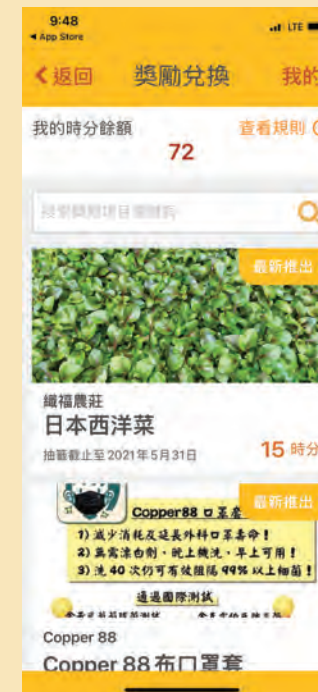 9:48
App Store
LTE
返回 獎勵兌換 我的
我的時分餘額 查看規則
72
最新推出
纖福農莊
日本西洋菜
抽籤截止至2021年5月31日
15 時分
最新推出
Copper88 口罩套
1) 減少消耗及延長外科口罩壽命！
2) 無需漂白劑，晚上機洗，早上可用！
3) 洗 40 次仍可有效阻隔 99% 以上細菌！
通過國際測試
Copper 88
Copper 88布口罩套